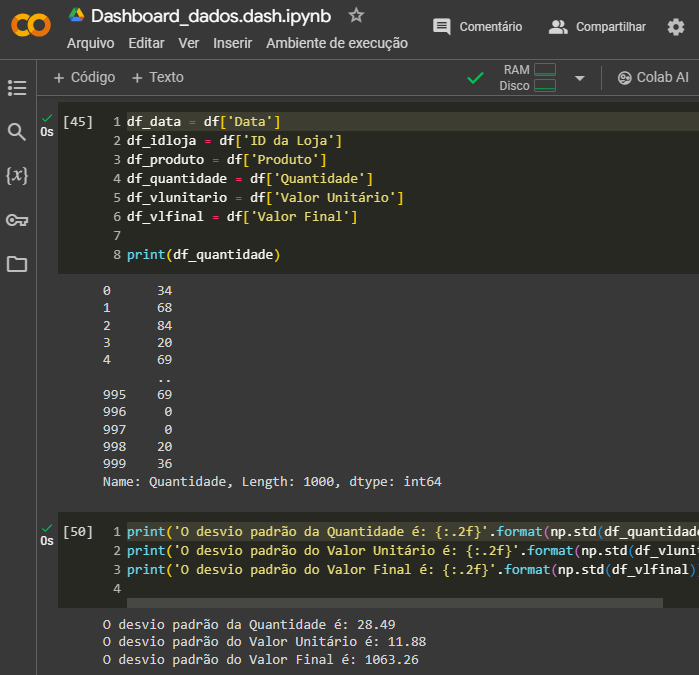 Dashboard_dados.dash.ipynb
Comentário
Compartilhar
Arquivo Editar Ver Inserir Ambiente de execução
+ Código + Texto
RAM
Disco
Colab AI
0s
[45]
1 df_data = df['Data']
2 df_idloja = df['ID da Loja']
3 df_produto = df['Produto']
4 df_quantidade = df['Quantidade']
5 df_vlunitario = df['Valor Unitário']
6 df_vlfinal = df['Valor Final']
7
8 print(df_quantidade)
{x}
0 34
1 68
2 84
3 20
4 69
..
995 69
996 0
997 0
998 20
999 36
Name: Quantidade, Length: 1000, dtype: int64
0s
[50]
1 print('O desvio padrão da Quantidade é: {:.2f}'.format(np.std(df_quantidade
2 print('O desvio padrão do Valor Unitário é: {:.2f}'.format(np.std(df_vlunit
3 print('O desvio padrão do Valor Final é: {:.2f}'.format(np.std(df_vlfinal)
4
O desvio padrão da Quantidade é: 28.49
O desvio padrão do Valor Unitário é: 11.88
O desvio padrão do Valor Final é: 1063.26